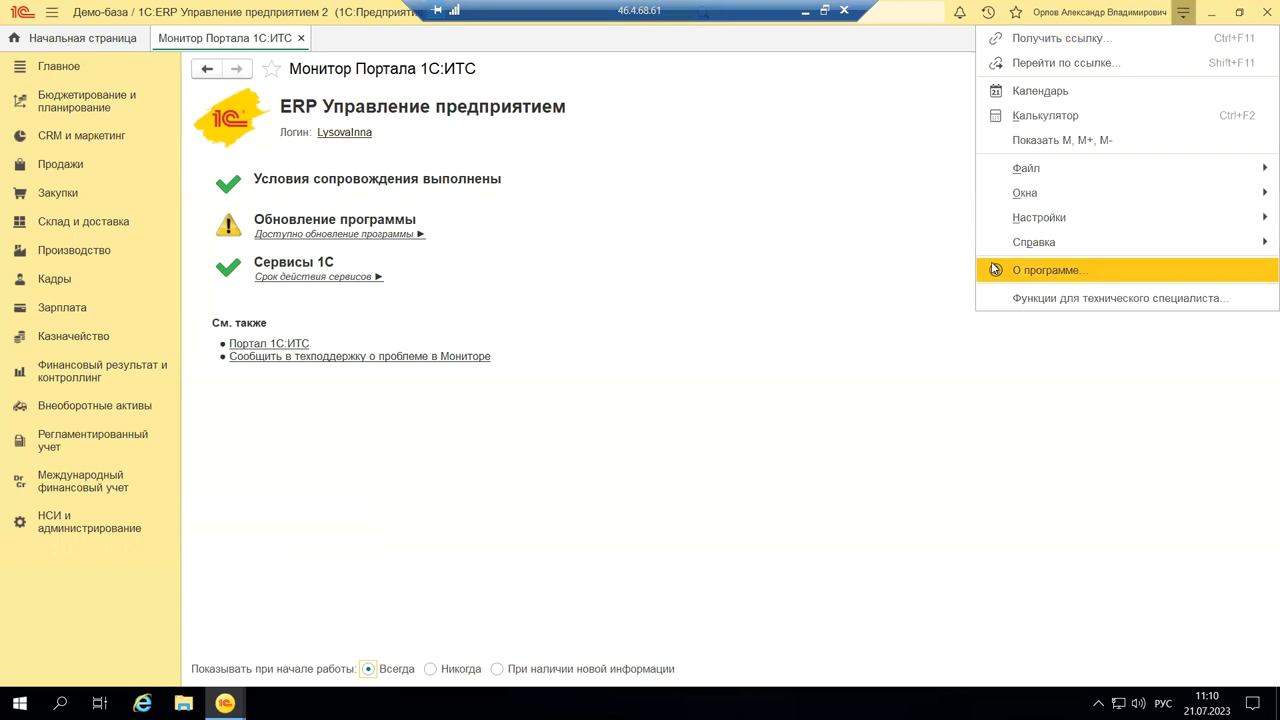 Демо-база / 1С:ERP Управление предприятием 2 (1С:Предприяти
46.4.68.61
Орлов Александр Владимирович
Начальная страница
Монитор Портала 1С:ИТС
Главное
Бюджетирование и
планирование
CRM и маркетинг
Продажи
Закупки
Склад и доставка
Производство
Кадры
Зарплата
Казначейство
Финансовый результат и
контроллинг
Внеоборотные активы
Регламентированный
учет
Международный
финансовый учет
НСИ и
администрирование
Монитор Портала 1С:ИТС
ERP Управление предприятием
Логин: LysovaInna
Условия сопровождения выполнены
Обновление программы
Доступно обновление программы ►
Сервисы 1С
Срок действия сервисов ►
См. также
● Портал 1С:ИТС
● Сообщить в техподдержку о проблеме в Мониторе
Показывать при начале работы: Всегда Никогда При наличии новой информации
Получить ссылку... Ctrl+F11
Перейти по ссылке... Shift+F11
Календарь
Калькулятор Ctrl+F2
Показать M, M+, M-
Файл
Окна
Настройки
Справка
О программе...
Функции для технического специалиста...
РУС
11:10
21.07.2023